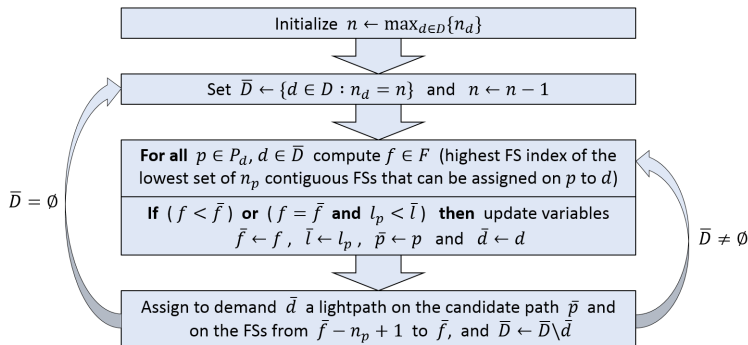 Initialize n ← max_{d∈D}{n_d}
Set D̅ ← {d ∈ D : n_d = n} and n ← n − 1
For all p ∈ P_d, d ∈ D̅ compute f ∈ F (highest FS index of the
lowest set of n_p contiguous FSs that can be assigned on p to d)
D̅ = ∅
If ( f < f̅ ) or ( f = f̅ and l_p < l̅ ) then update variables
f̅ ← f , l̅ ← l_p , p̅ ← p and d̅ ← d
D̅ ≠ ∅
Assign to demand d̅ a lightpath on the candidate path p̅ and
on the FSs from f̅ − n_p + 1 to f̅, and D̅ ← D̅\d̅